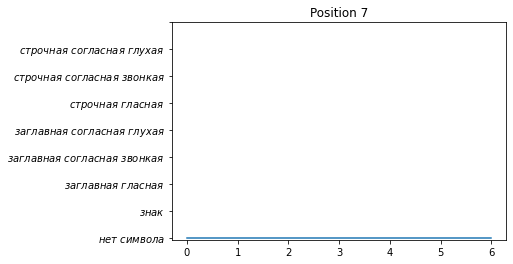 Position 7
строчная согласная глухая
строчная согласная звонкая
строчная гласная
заглавная согласная глухая
заглавная согласная звонкая
заглавная гласная
знак
нет символа
0 1 2 3 4 5 6